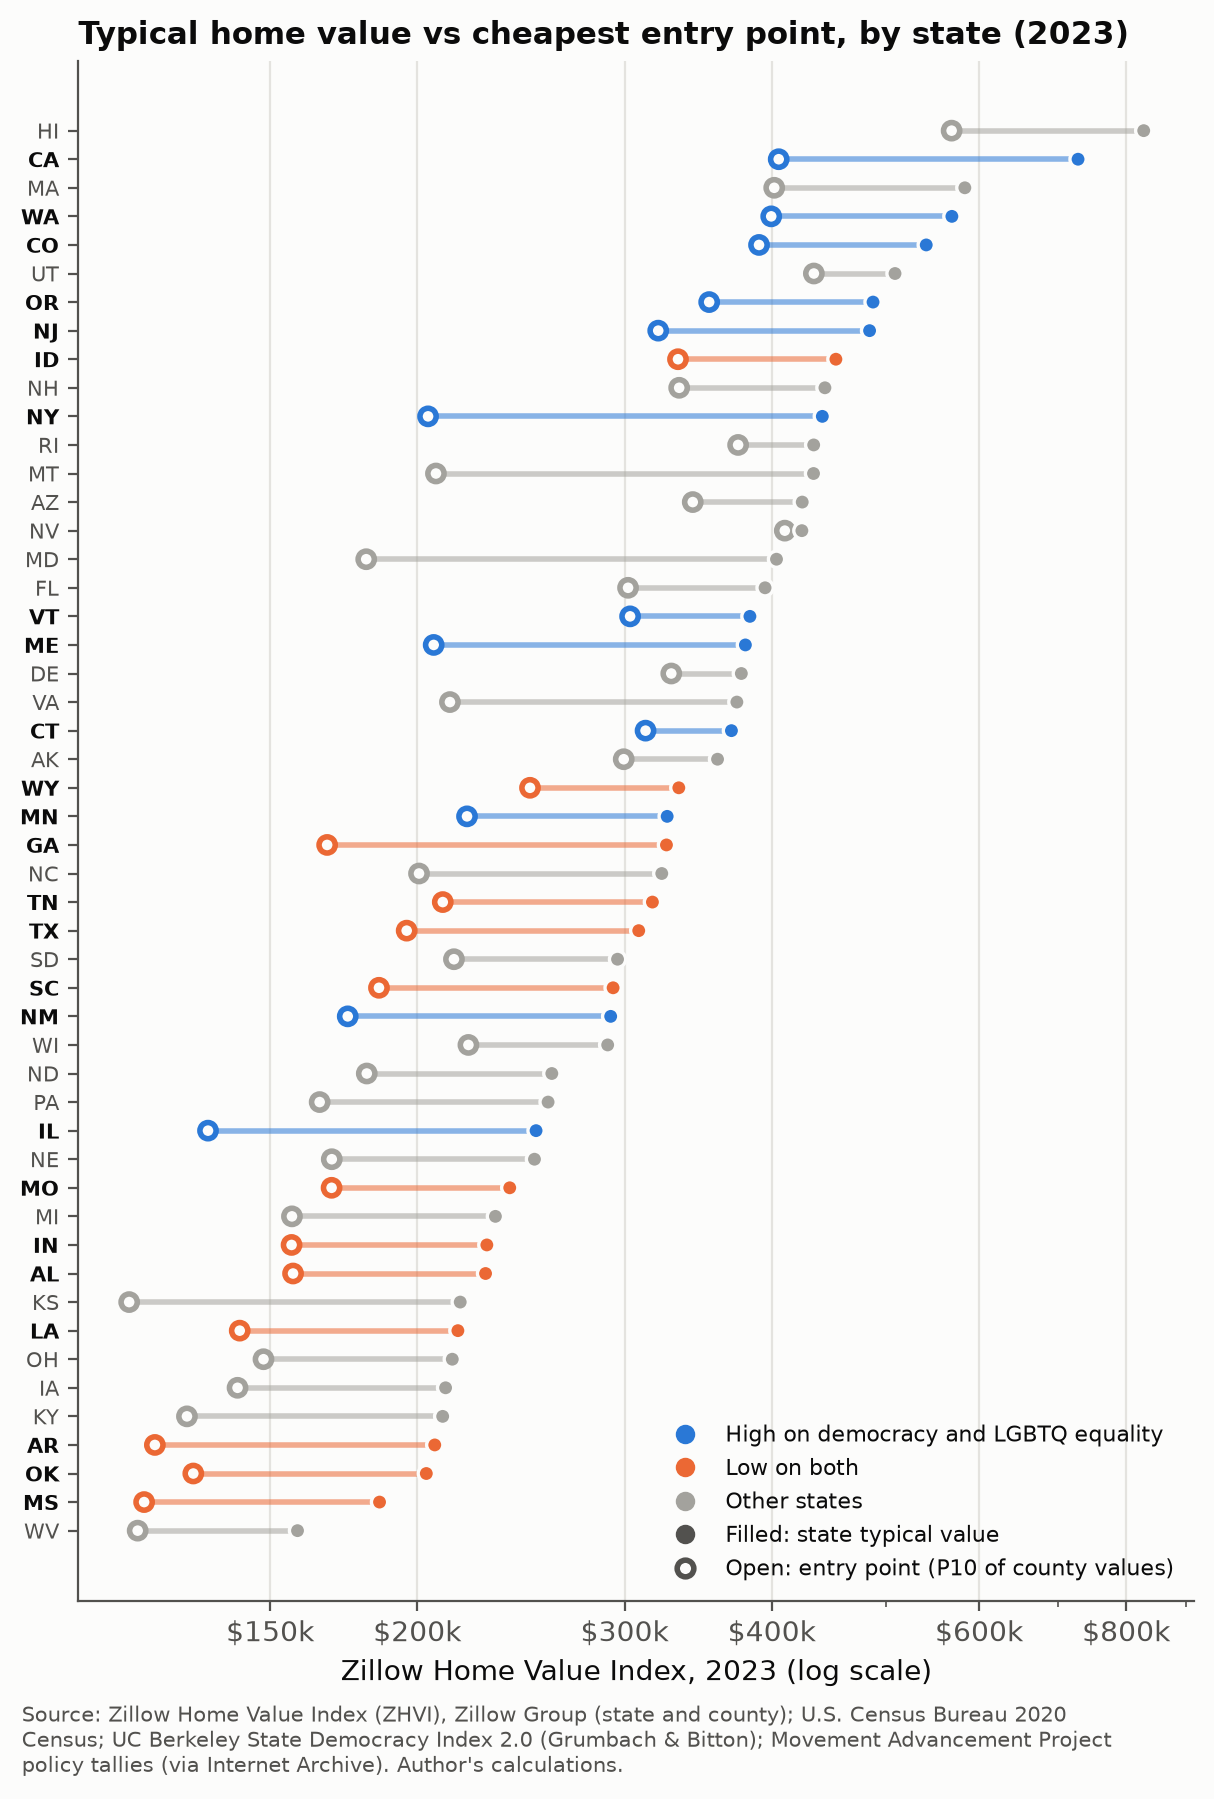 Typical home value vs cheapest entry point, by state (2023)
HI
CA
MA
WA
CO
UT
OR
NJ
ID
NH
NY
RI
MT
AZ
NV
MD
FL
VT
ME
DE
VA
CT
AK
WY
MN
GA
NC
TN
TX
SD
SC
NM
WI
ND
PA
IL
NE
MO
MI
IN
AL
KS
LA
OH
IA
KY
AR
OK
MS
WV
High on democracy and LGBTQ equality
Low on both
Other states
Filled: state typical value
Open: entry point (P10 of county values)
$150k $200k $300k $400k $600k $800k
Zillow Home Value Index, 2023 (log scale)
Source: Zillow Home Value Index (ZHVI), Zillow Group (state and county); U.S. Census Bureau 2020
Census; UC Berkeley State Democracy Index 2.0 (Grumbach & Bitton); Movement Advancement Project
policy tallies (via Internet Archive). Author's calculations.